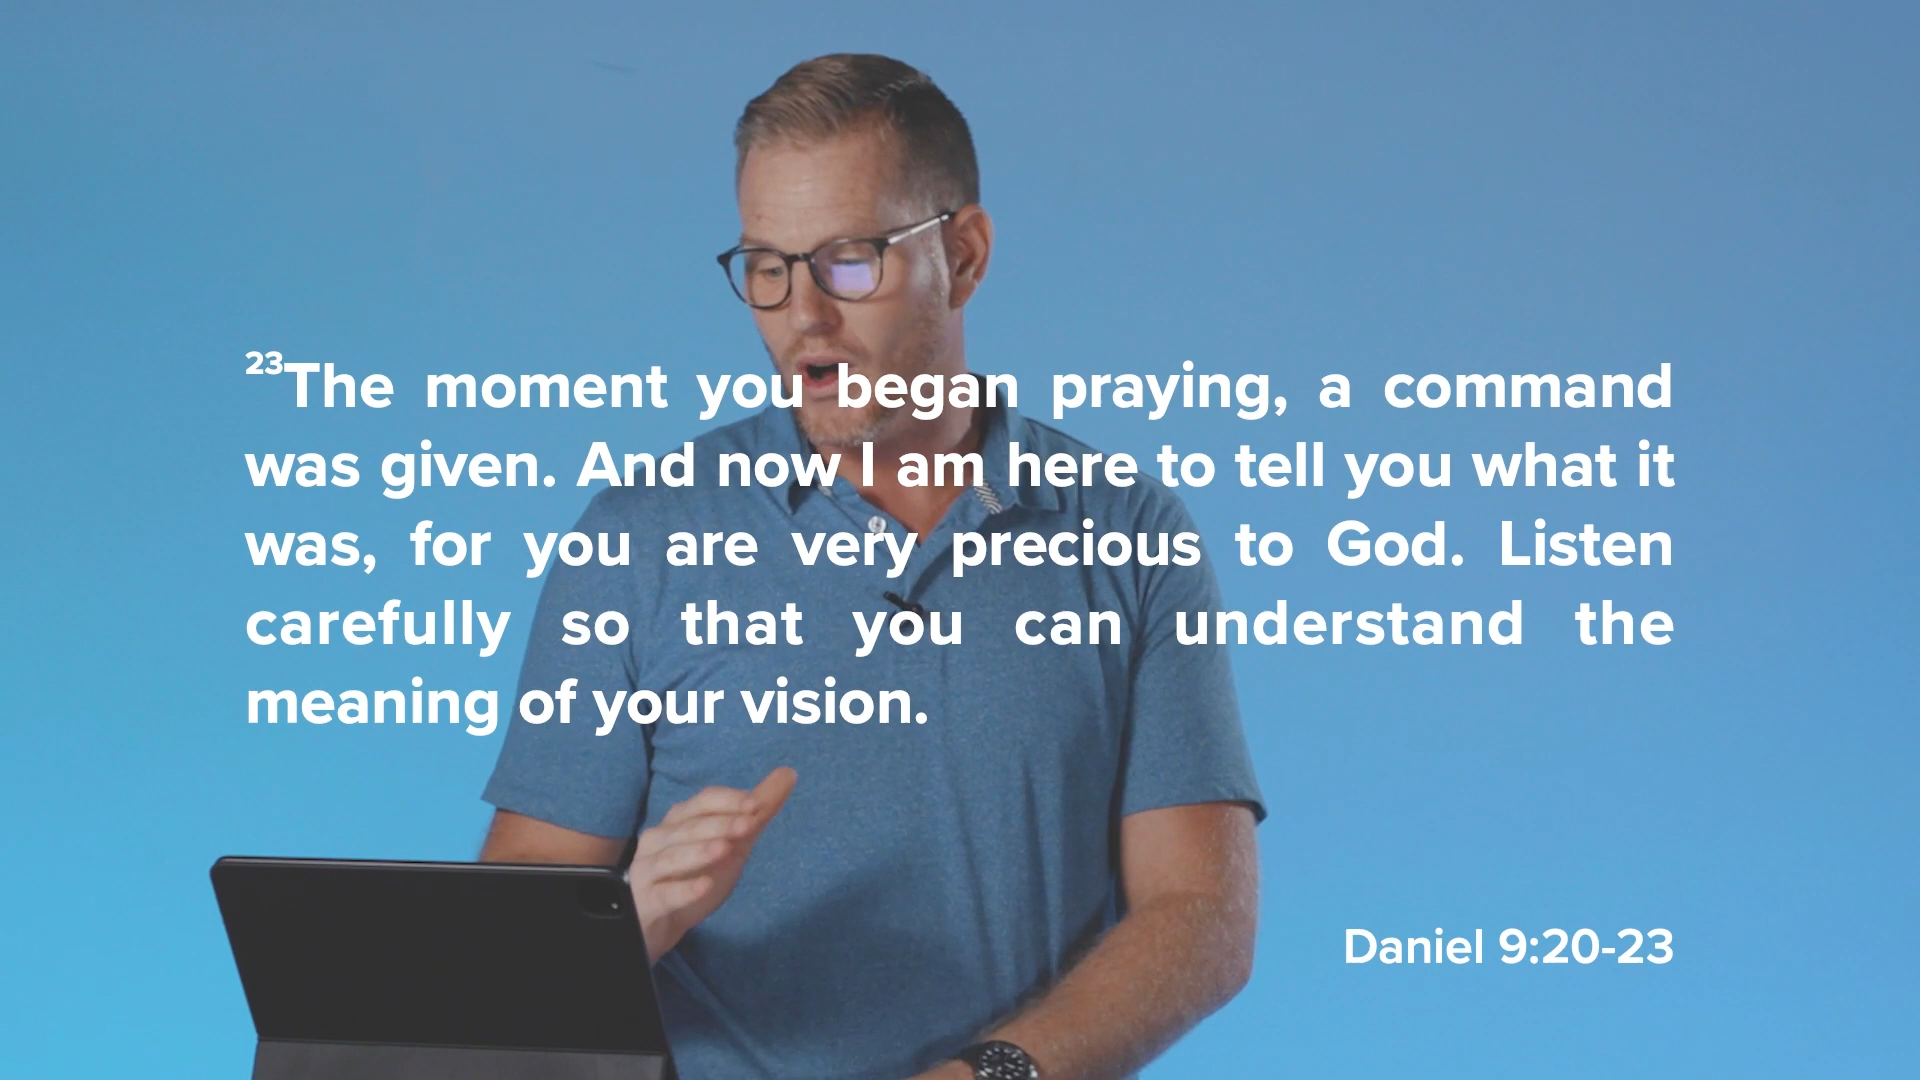 23The moment you began praying, a command
was given. And now I am here to tell you what it
was, for you are very precious to God. Listen
carefully so that you can understand the
meaning of your vision.
Daniel 9:20-23